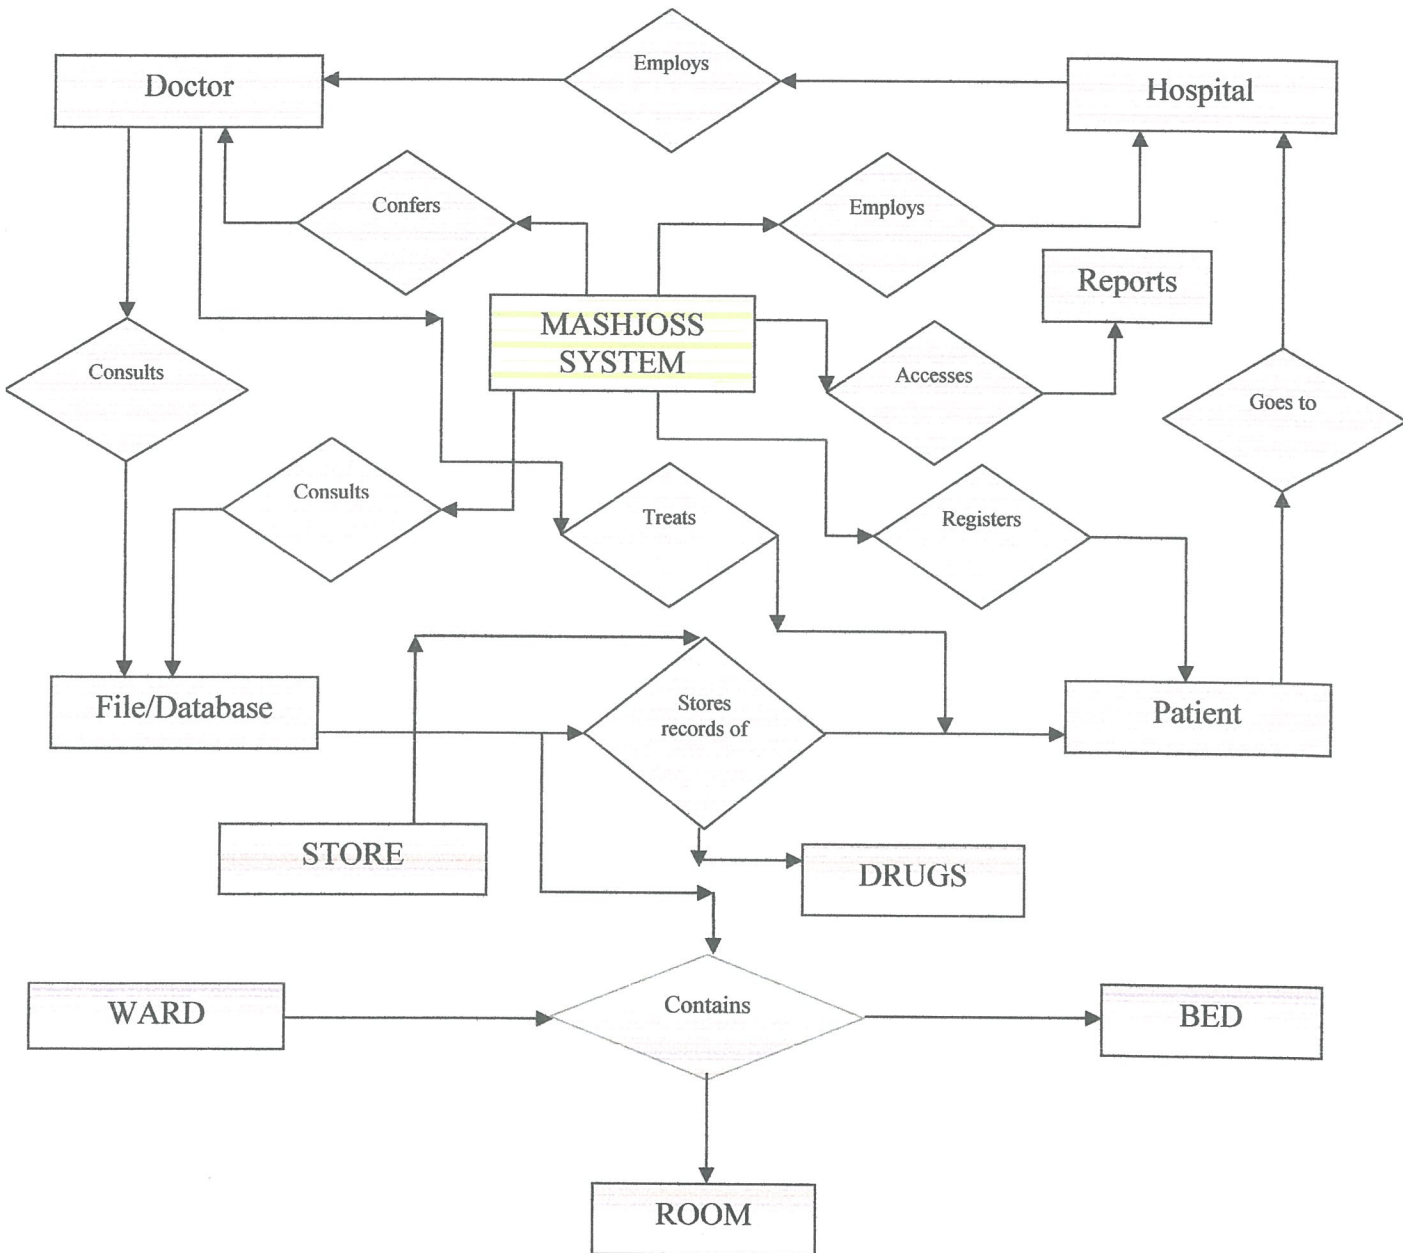 Employs
Doctor
Hospital
Confers
Employs
Reports
MASHJOSS
SYSTEM
Consults
Accesses
Goes to
Consults
Treats
Registers
File/Database
Stores
records of
Patient
STORE
DRUGS
WARD
Contains
BED
ROOM